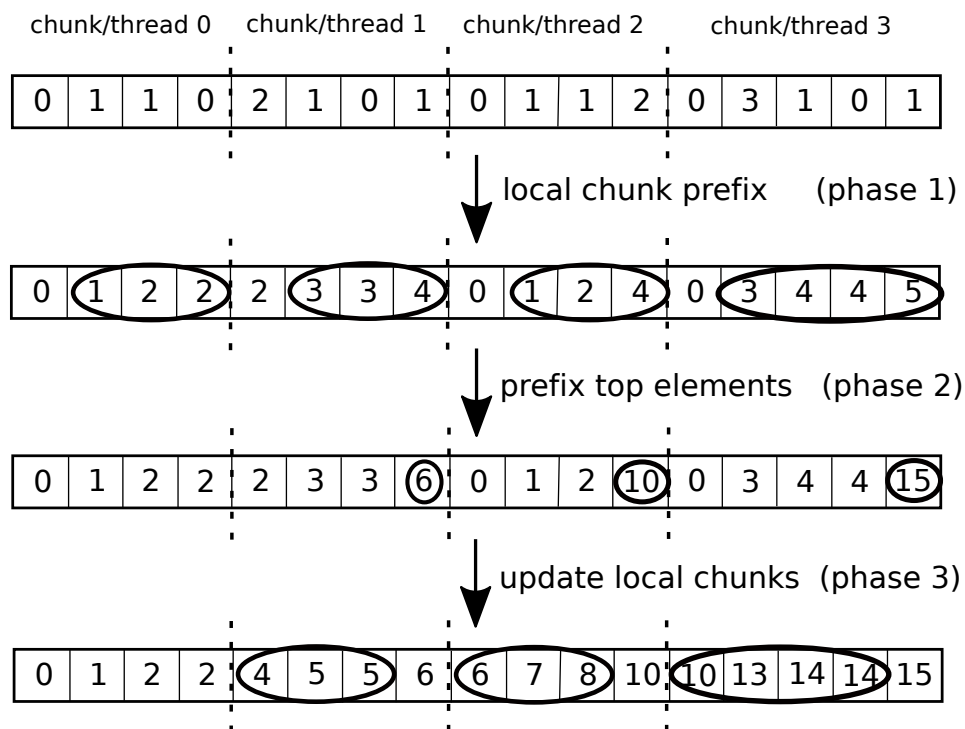 chunk/thread 0 chunk/thread 1 chunk/thread 2 chunk/thread 3
0 1 1 0 2 1 0 1 0 1 1 2 0 3 1 0 1
local chunk prefix (phase 1)
0 1 2 2 2 3 3 4 0 1 2 4 0 3 4 4 5
prefix top elements (phase 2)
0 1 2 2 2 3 3 6 0 1 2 10 0 3 4 4 15
update local chunks (phase 3)
0 1 2 2 4 5 5 6 6 7 8 10 10 13 14 14 15